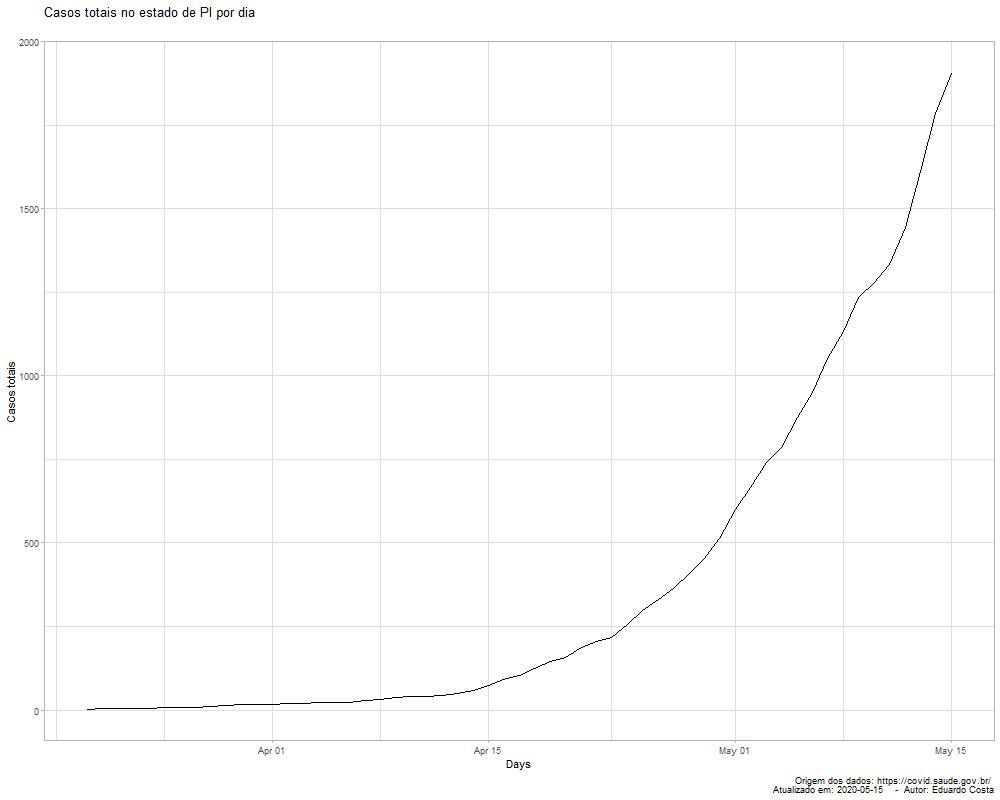 Casos totais no estado de PI por dia
2000
1500
1000
500
0
Casos totais
Apr 01
Apr 15
May 01
May 15
Days
Origem dos dados: https://covid.saude.gov.br/
Atualizado em: 2020-05-15 - Autor: Eduardo Costa